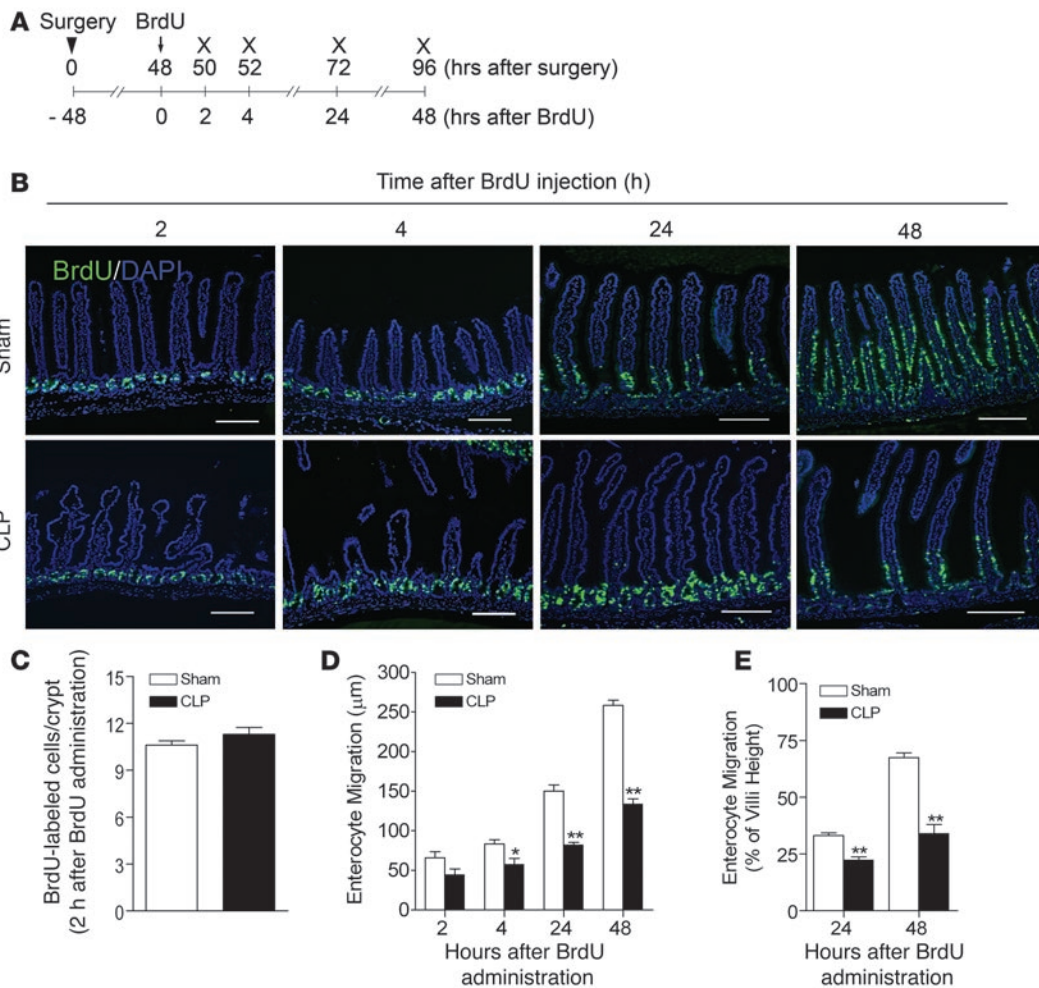 A
Surgery BrdU
X X X X
0 48 50 52 72 96 (hrs after surgery)
- 48 0 2 4 24 48 (hrs after BrdU)
B
Time after BrdU injection (h)
2 4 24 48
BrdU/DAPI
Sham
CLP
C
BrdU-labeled cells/crypt
(2 h after BrdU administration)
15
12
9
6
3
0
Sham
CLP
D
Enterocyte Migration (μm)
300
250
200
150
100
50
0
Sham
CLP
*
**
**
2 4 24 48
Hours after BrdU
administration
E
Enterocyte Migration
(% of Villi Height)
100
75
50
25
0
Sham
CLP
**
**
24 48
Hours after BrdU
administration